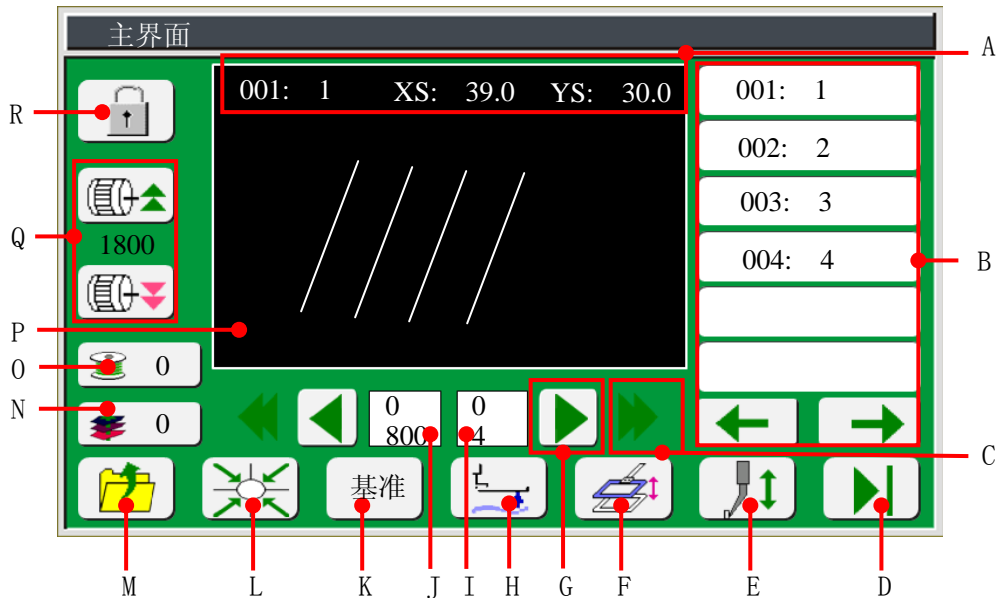 主界面
A
001: 1 XS: 39.0 YS: 30.0
001: 1
R
002: 2
003: 3
Q
1800
004: 4
B
P
O
0
N
0
0
800
0
4
C
基准
M
L
K
J
I
H
G
F
E
D